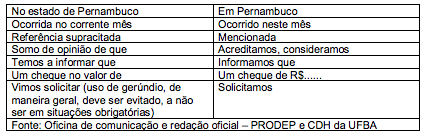 No estado de Pernambuco Em Pernambuco
Ocorrida no corrente mês Ocorrido neste mês
Referência supracitada Mencionada
Somo de opinião de que Acreditamos, consideramos
Temos a informar que Informamos que
Um cheque no valor de Um cheque de R$......
Vimos solicitar (uso de gerúndio, de Solicitamos
maneira geral, deve ser evitado, a não
ser em situações obrigatórias)
Fonte: Oficina de comunicação e redação oficial – PRODEP e CDH da UFBA